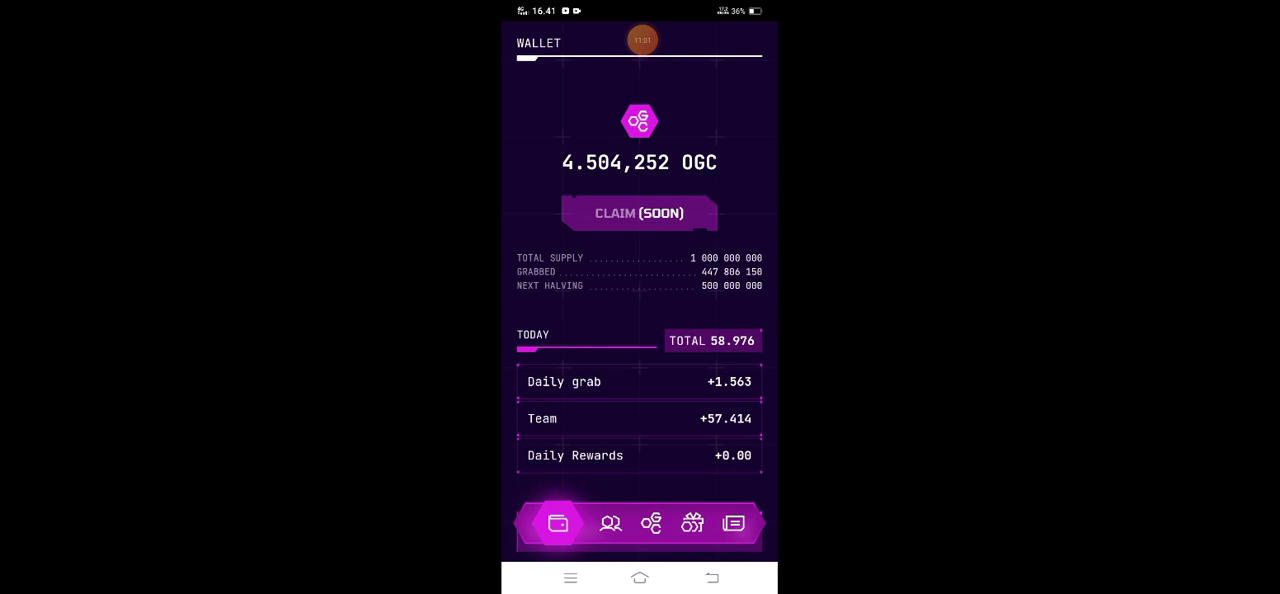 16.41 36%
11:01
WALLET
4.504,252 OGC
CLAIM (SOON)
TOTAL SUPPLY .................. 1 000 000 000
GRABBED ......................... 447 806 150
NEXT HALVING ................... 500 000 000
TODAY
TOTAL 58.976
Daily grab +1.563
Team +57.414
Daily Rewards +0.00